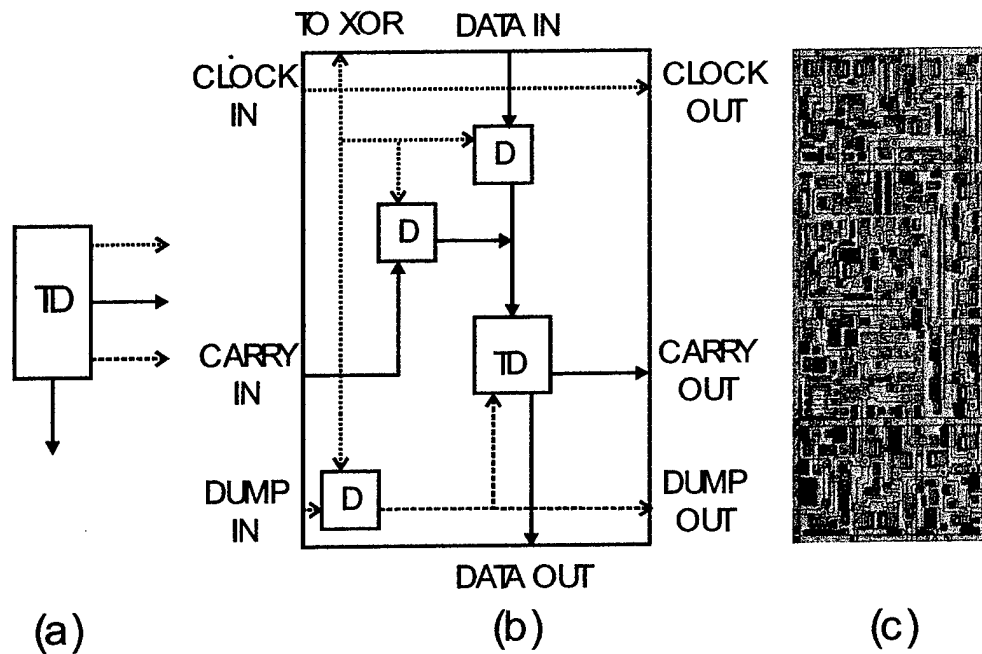 TO XOR
DATA IN
CLOCK
IN
CLOCK
OUT
D
D
TD
TD
CARRY
IN
CARRY
OUT
DUMP
IN
D
DUMP
OUT
DATA OUT
(a)
(b)
(c)